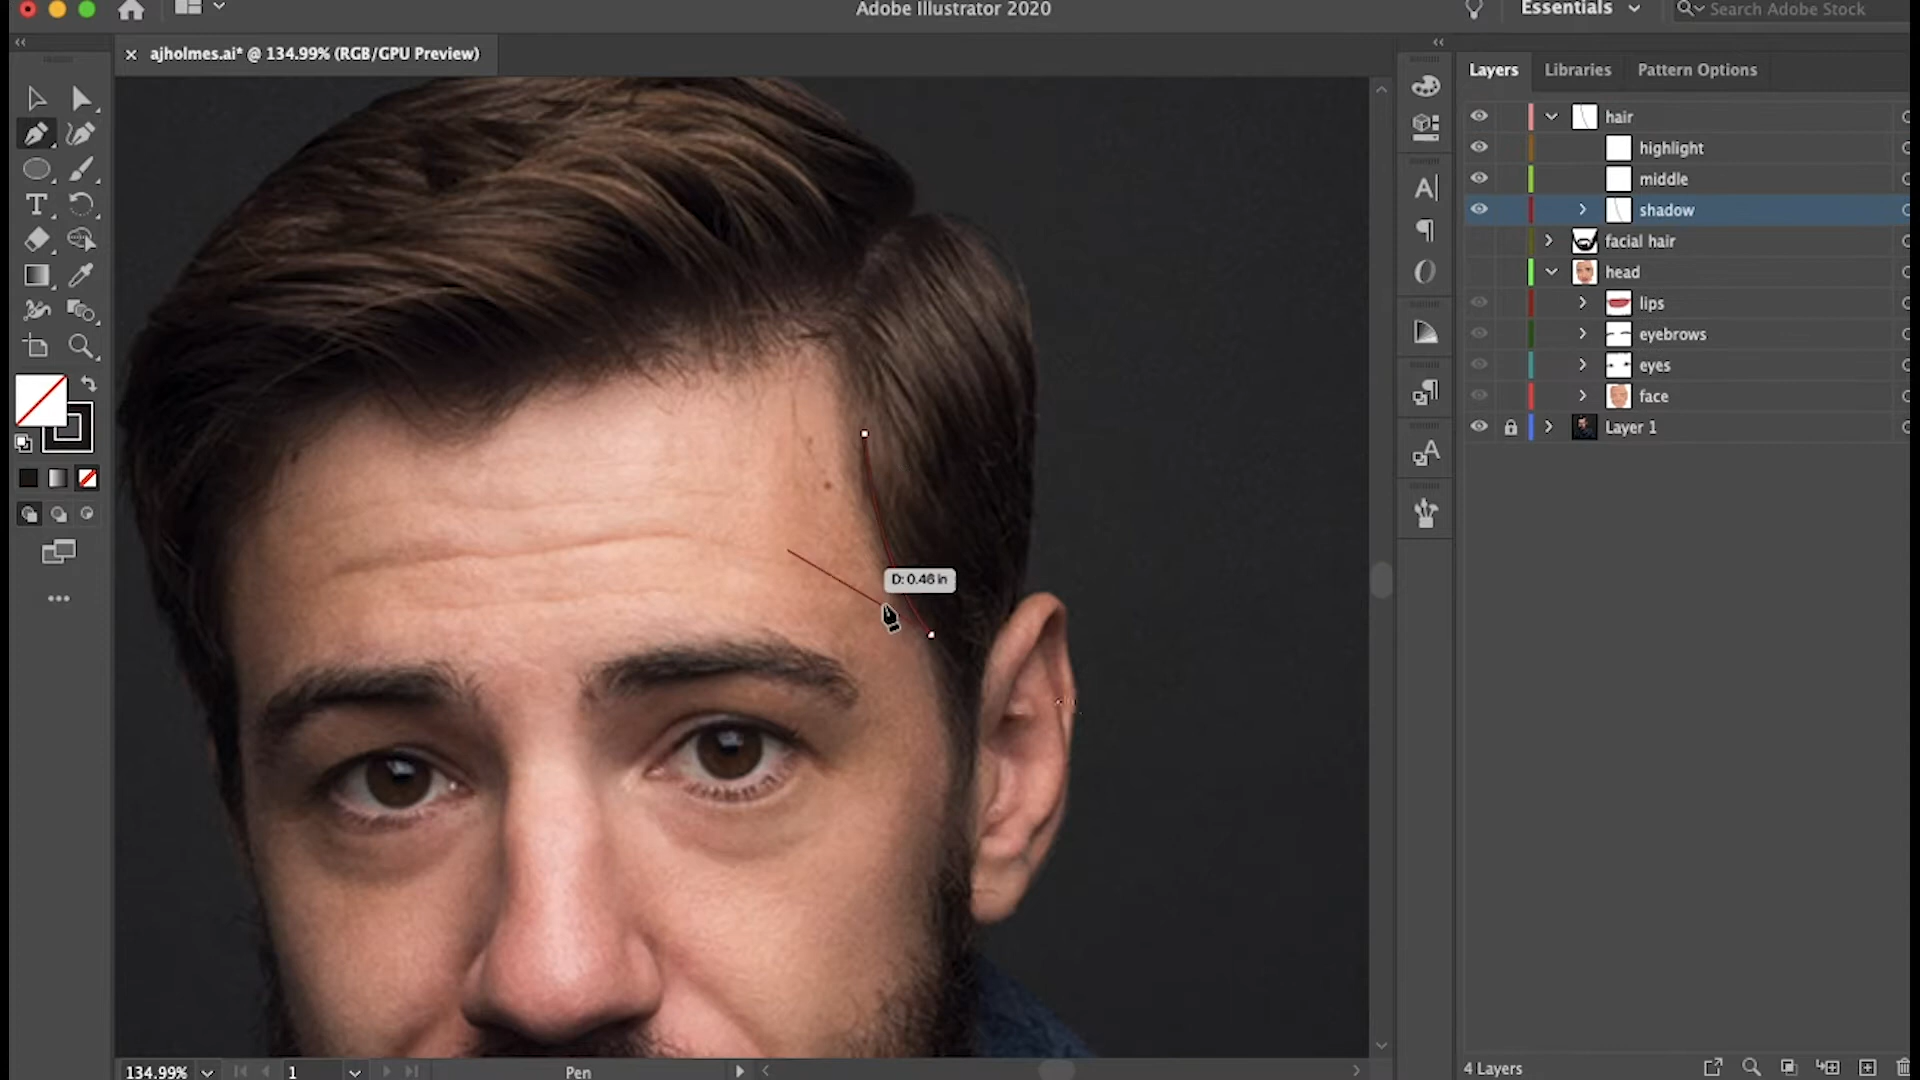 Adobe Illustrator 2020
Essentials
Search Adobe Stock
ajholmes.ai* @ 134.99% (RGB/GPU Preview)
Layers
Libraries
Pattern Options
hair
highlight
middle
shadow
facial hair
head
lips
eyebrows
eyes
face
Layer 1
D: 0.46 in
134.99%
1
Pen
4 Layers